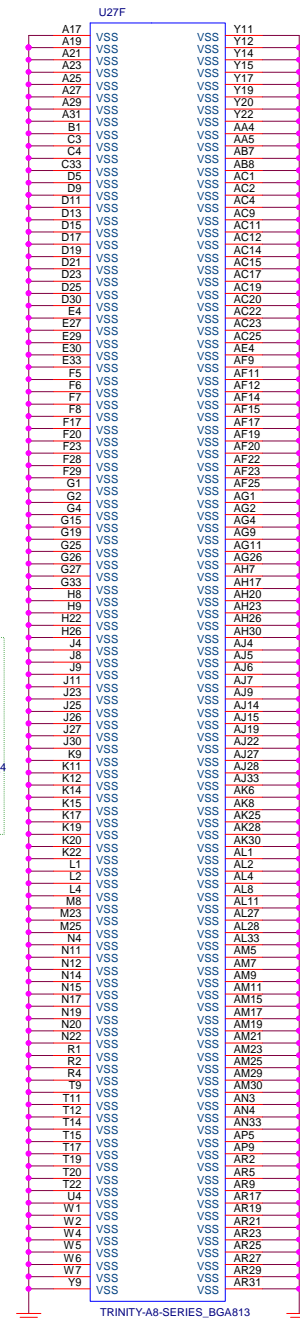 U27F
A17 VSS VSS Y11
A19 VSS VSS Y12
A21 VSS VSS Y14
A23 VSS VSS Y15
A25 VSS VSS Y17
A27 VSS VSS Y19
A29 VSS VSS Y20
A31 VSS VSS Y22
B1 VSS VSS AA4
C3 VSS VSS AA5
C4 VSS VSS AB7
C33 VSS VSS AB8
D5 VSS VSS AC1
D9 VSS VSS AC2
D11 VSS VSS AC4
D13 VSS VSS AC9
D15 VSS VSS AC11
D17 VSS VSS AC12
D19 VSS VSS AC14
D21 VSS VSS AC15
D23 VSS VSS AC17
D25 VSS VSS AC19
D30 VSS VSS AC20
E4 VSS VSS AC22
E27 VSS VSS AC23
E29 VSS VSS AC25
E30 VSS VSS AE4
E33 VSS VSS AF9
F5 VSS VSS AF11
F6 VSS VSS AF12
F7 VSS VSS AF14
F8 VSS VSS AF15
F17 VSS VSS AF17
F20 VSS VSS AF19
F23 VSS VSS AF20
F28 VSS VSS AF22
F29 VSS VSS AF23
G1 VSS VSS AF25
G2 VSS VSS AG1
G4 VSS VSS AG2
G15 VSS VSS AG4
G19 VSS VSS AG9
G25 VSS VSS AG11
G26 VSS VSS AG26
G27 VSS VSS AH7
G33 VSS VSS AH17
H8 VSS VSS AH20
H9 VSS VSS AH23
H22 VSS VSS AH26
H26 VSS VSS AH30
J4 VSS VSS AJ4
J8 VSS VSS AJ5
J9 VSS VSS AJ6
J11 VSS VSS AJ7
J23 VSS VSS AJ9
J25 VSS VSS AJ14
J26 VSS VSS AJ15
J27 VSS VSS AJ19
J30 VSS VSS AJ22
K9 VSS VSS AJ27
4 K11 VSS VSS AJ28
K12 VSS VSS AJ33
K14 VSS VSS AK6
K15 VSS VSS AK8
K17 VSS VSS AK25
K19 VSS VSS AK28
K20 VSS VSS AK30
K22 VSS VSS AL1
L1 VSS VSS AL2
L2 VSS VSS AL4
L4 VSS VSS AL8
M8 VSS VSS AL11
M23 VSS VSS AL27
M25 VSS VSS AL28
N4 VSS VSS AL33
N11 VSS VSS AM5
N12 VSS VSS AM7
N14 VSS VSS AM9
N15 VSS VSS AM11
N17 VSS VSS AM15
N19 VSS VSS AM17
N20 VSS VSS AM19
N22 VSS VSS AM21
R1 VSS VSS AM23
R2 VSS VSS AM25
R4 VSS VSS AM29
T9 VSS VSS AM30
T11 VSS VSS AN3
T12 VSS VSS AN4
T14 VSS VSS AN33
T15 VSS VSS AP5
T17 VSS VSS AP9
T19 VSS VSS AR2
T20 VSS VSS AR5
T22 VSS VSS AR9
U4 VSS VSS AR17
W1 VSS VSS AR19
W2 VSS VSS AR21
W4 VSS VSS AR23
W5 VSS VSS AR25
W6 VSS VSS AR27
W7 VSS VSS AR29
Y9 VSS VSS AR31
TRINITY-A8-SERIES_BGA813